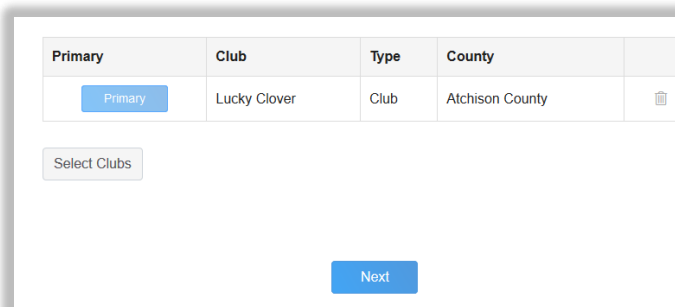 Primary Club Type County
Primary Lucky Clover Club Atchison County
Select Clubs
Next